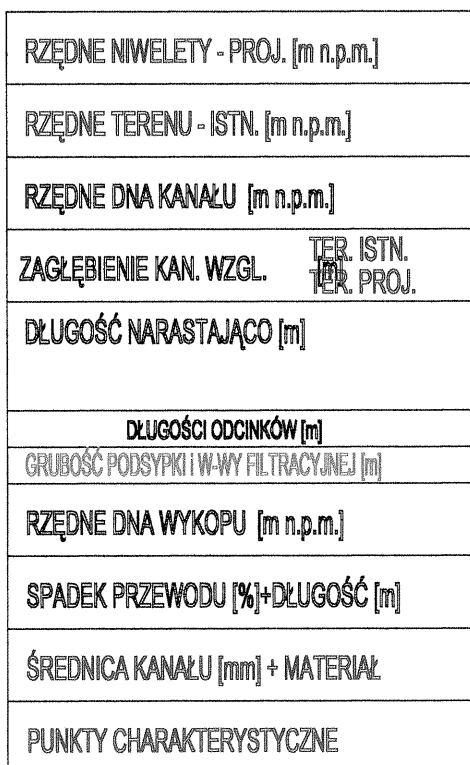 RZĘDNE NIWELETY - PROJ. [m n.p.m.]
RZĘDNE TERENU - ISTN. [m n.p.m.]
RZĘDNE DNA KANAŁU [m n.p.m.]
ZAGŁĘBIENIE KAN. WZGL. [m] TER. ISTN.
TER. PROJ.
DŁUGOŚĆ NARASTAJĄCO [m]
DŁUGOŚCI ODCINKÓW [m]
GRUBOŚĆ PODSYPKI i W-WY FILTRACYJNEJ [m]
RZĘDNE DNA WYKOPU [m n.p.m.]
SPADEK PRZEWODU [%]+DŁUGOŚĆ [m]
ŚREDNICA KANAŁU [mm] + MATERIAŁ
PUNKTY CHARAKTERYSTYCZNE